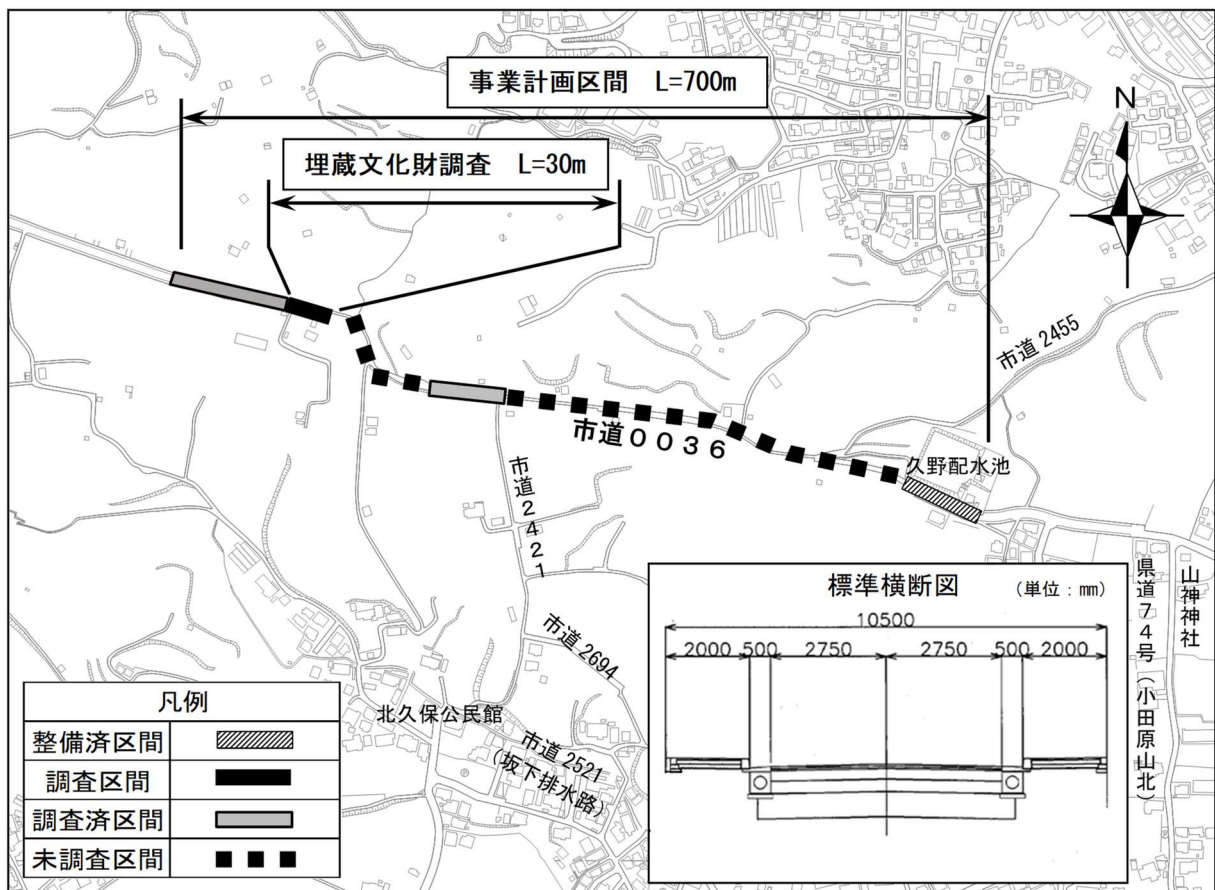 事業計画区間 L=700m
埋蔵文化財調査 L=30m
N
市道2455
市道0036
久野配水池
市道2421
市道2694
北久保公民館
市道2521
(坂下排水路)
県道74号(小田原山北)
山神神社
凡例
整備済区間
調査区間
調査済区間
未調査区間
標準横断図 (単位:mm)
10500
2000 500 2750 2750 500 2000